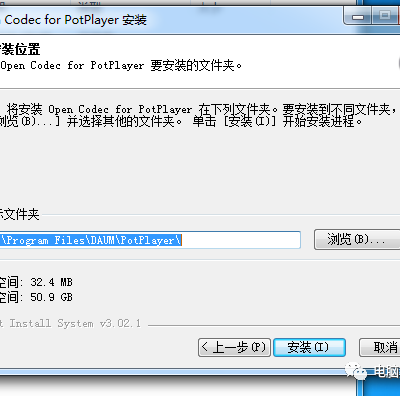 Codec for PotPlayer 安装
装位置
Open Codec for PotPlayer 要安装的文件夹。
将安装 Open Codec for PotPlayer 在下列文件夹。要安装到不同文件夹,
浏览(B)...] 并选择其他的文件夹。 单击 [安装(I)] 开始安装进程。
示文件夹
\Program Files\DAUM\PotPlayer\
浏览(B)...
空间: 32.4 MB
空间: 50.9 GB
t Install System v3.02.1
< 上一步(P)
安装(I)
取消
电脑